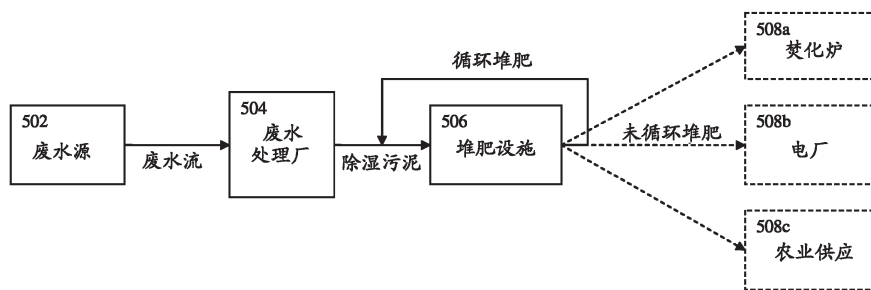 508a
焚化炉
循环堆肥
502
废水源
废水流
504
废水
处理厂
除湿污泥
506
堆肥设施
未循环堆肥
508b
电厂
508c
农业供应